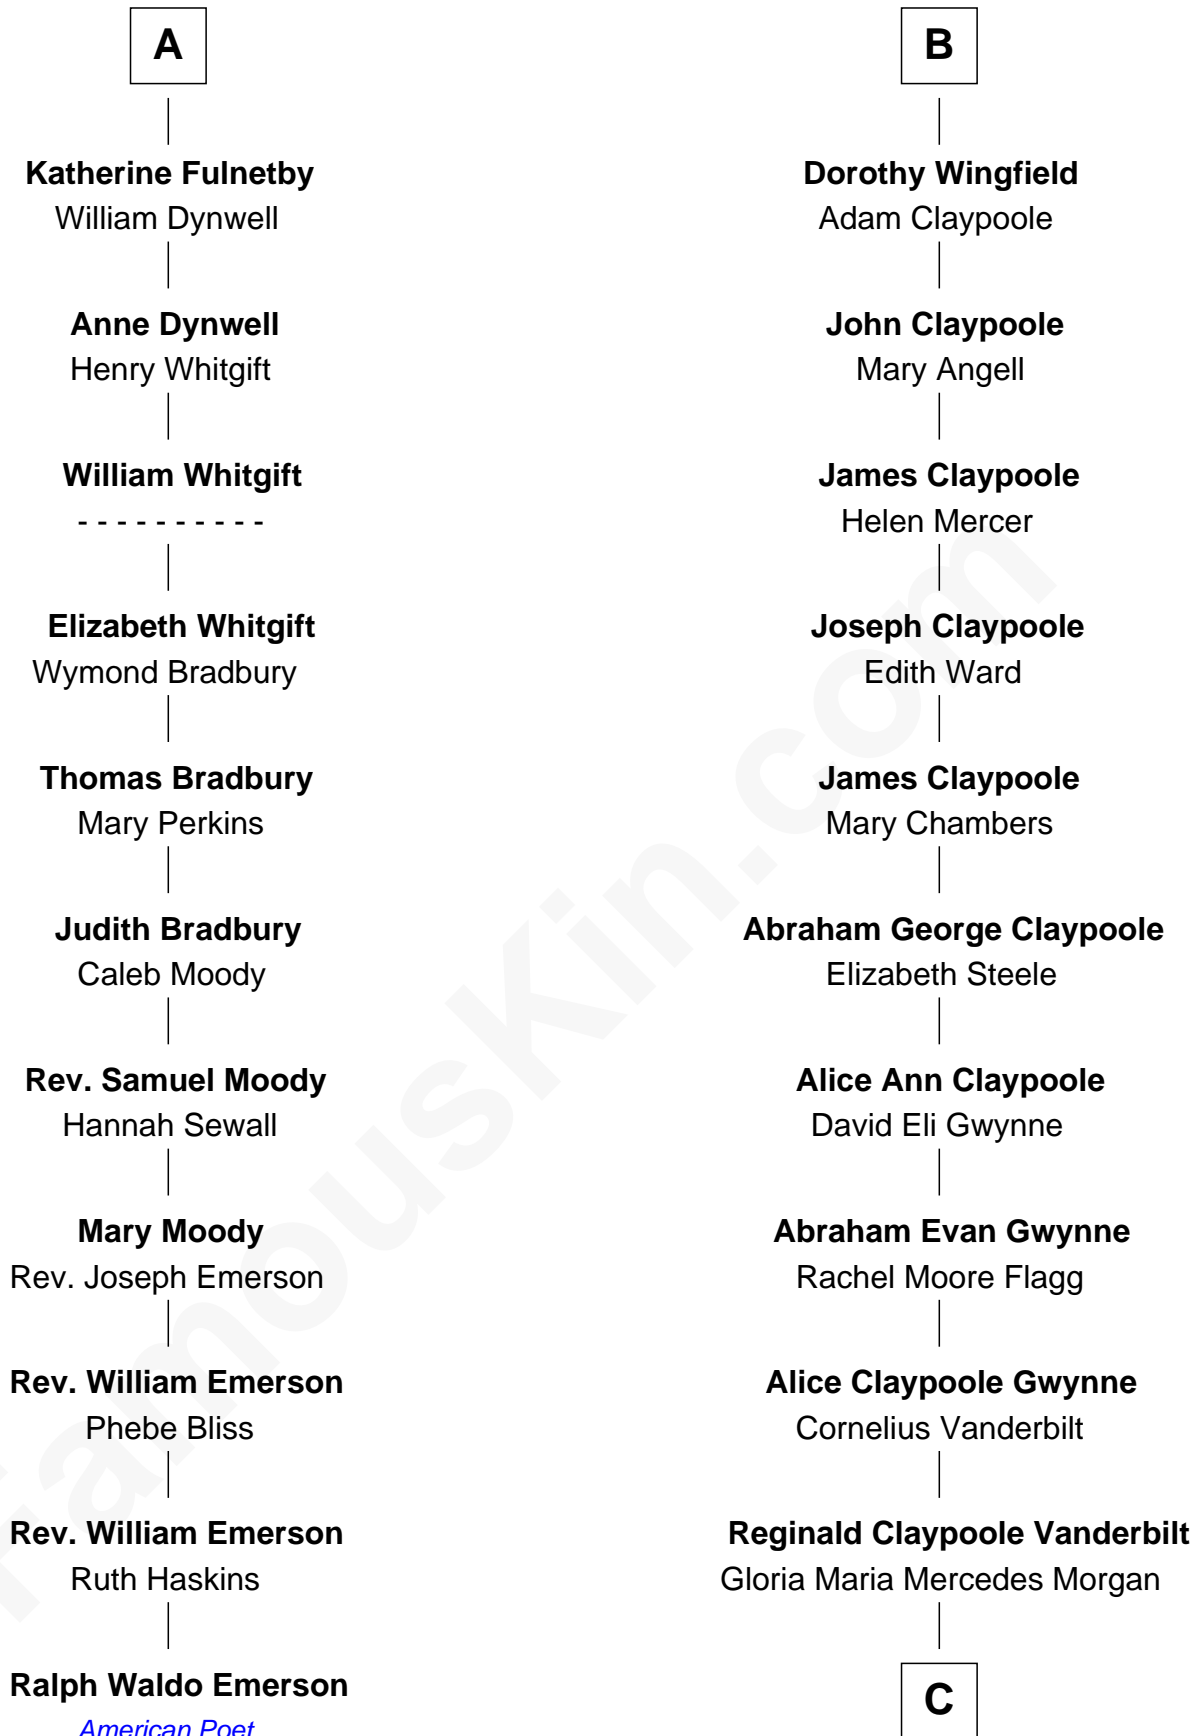 A
Katherine Fulnetby
William Dynwell
Anne Dynwell
Henry Whitgift
William Whitgift
- - - - - - - - - -
Elizabeth Whitgift
Wymond Bradbury
Thomas Bradbury
Mary Perkins
Judith Bradbury
Caleb Moody
Rev. Samuel Moody
Hannah Sewall
Mary Moody
Rev. Joseph Emerson
Rev. William Emerson
Phebe Bliss
Rev. William Emerson
Ruth Haskins
Ralph Waldo Emerson
American Poet
B
Dorothy Wingfield
Adam Claypoole
John Claypoole
Mary Angell
James Claypoole
Helen Mercer
Joseph Claypoole
Edith Ward
James Claypoole
Mary Chambers
Abraham George Claypoole
Elizabeth Steele
Alice Ann Claypoole
David Eli Gwynne
Abraham Evan Gwynne
Rachel Moore Flagg
Alice Claypoole Gwynne
Cornelius Vanderbilt
Reginald Claypoole Vanderbilt
Gloria Maria Mercedes Morgan
C
FamousKin.com